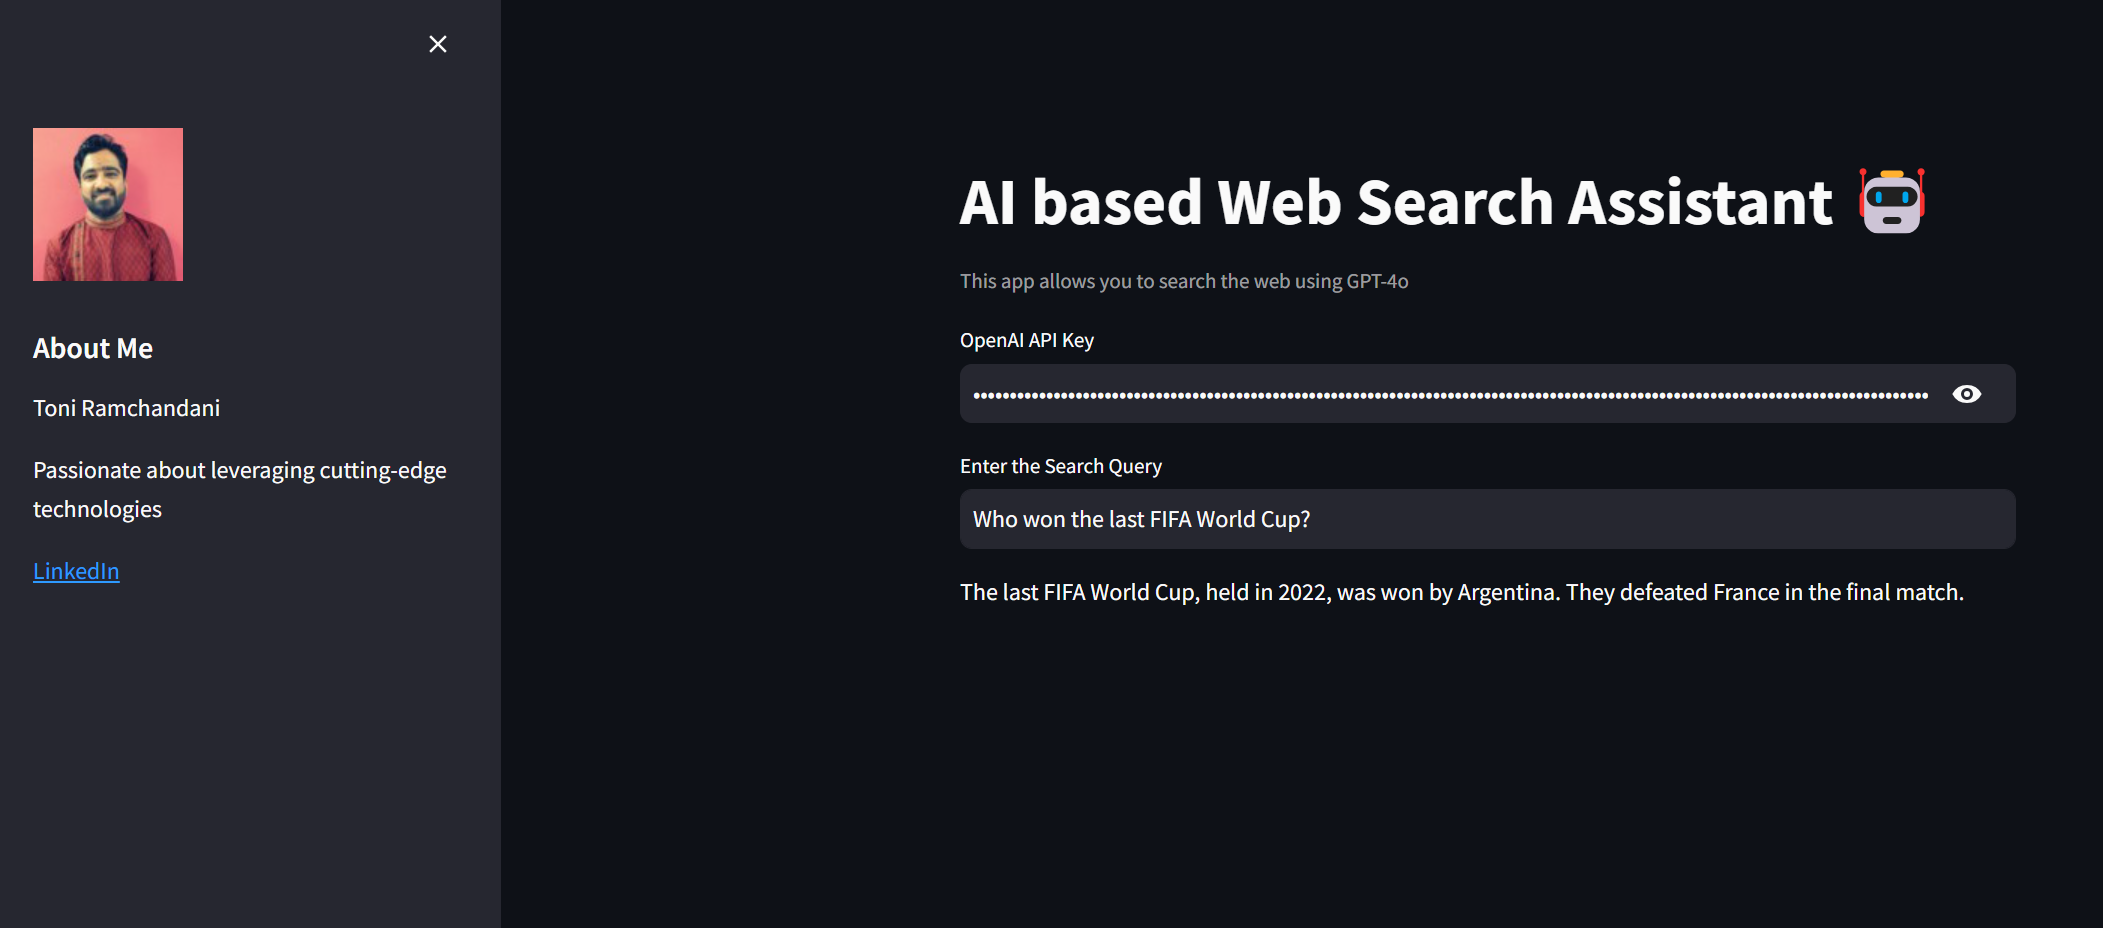 About Me
Toni Ramchandani
Passionate about leveraging cutting-edge
technologies
LinkedIn
AI based Web Search Assistant
This app allows you to search the web using GPT-4o
OpenAI API Key
Enter the Search Query
Who won the last FIFA World Cup?
The last FIFA World Cup, held in 2022, was won by Argentina. They defeated France in the final match.